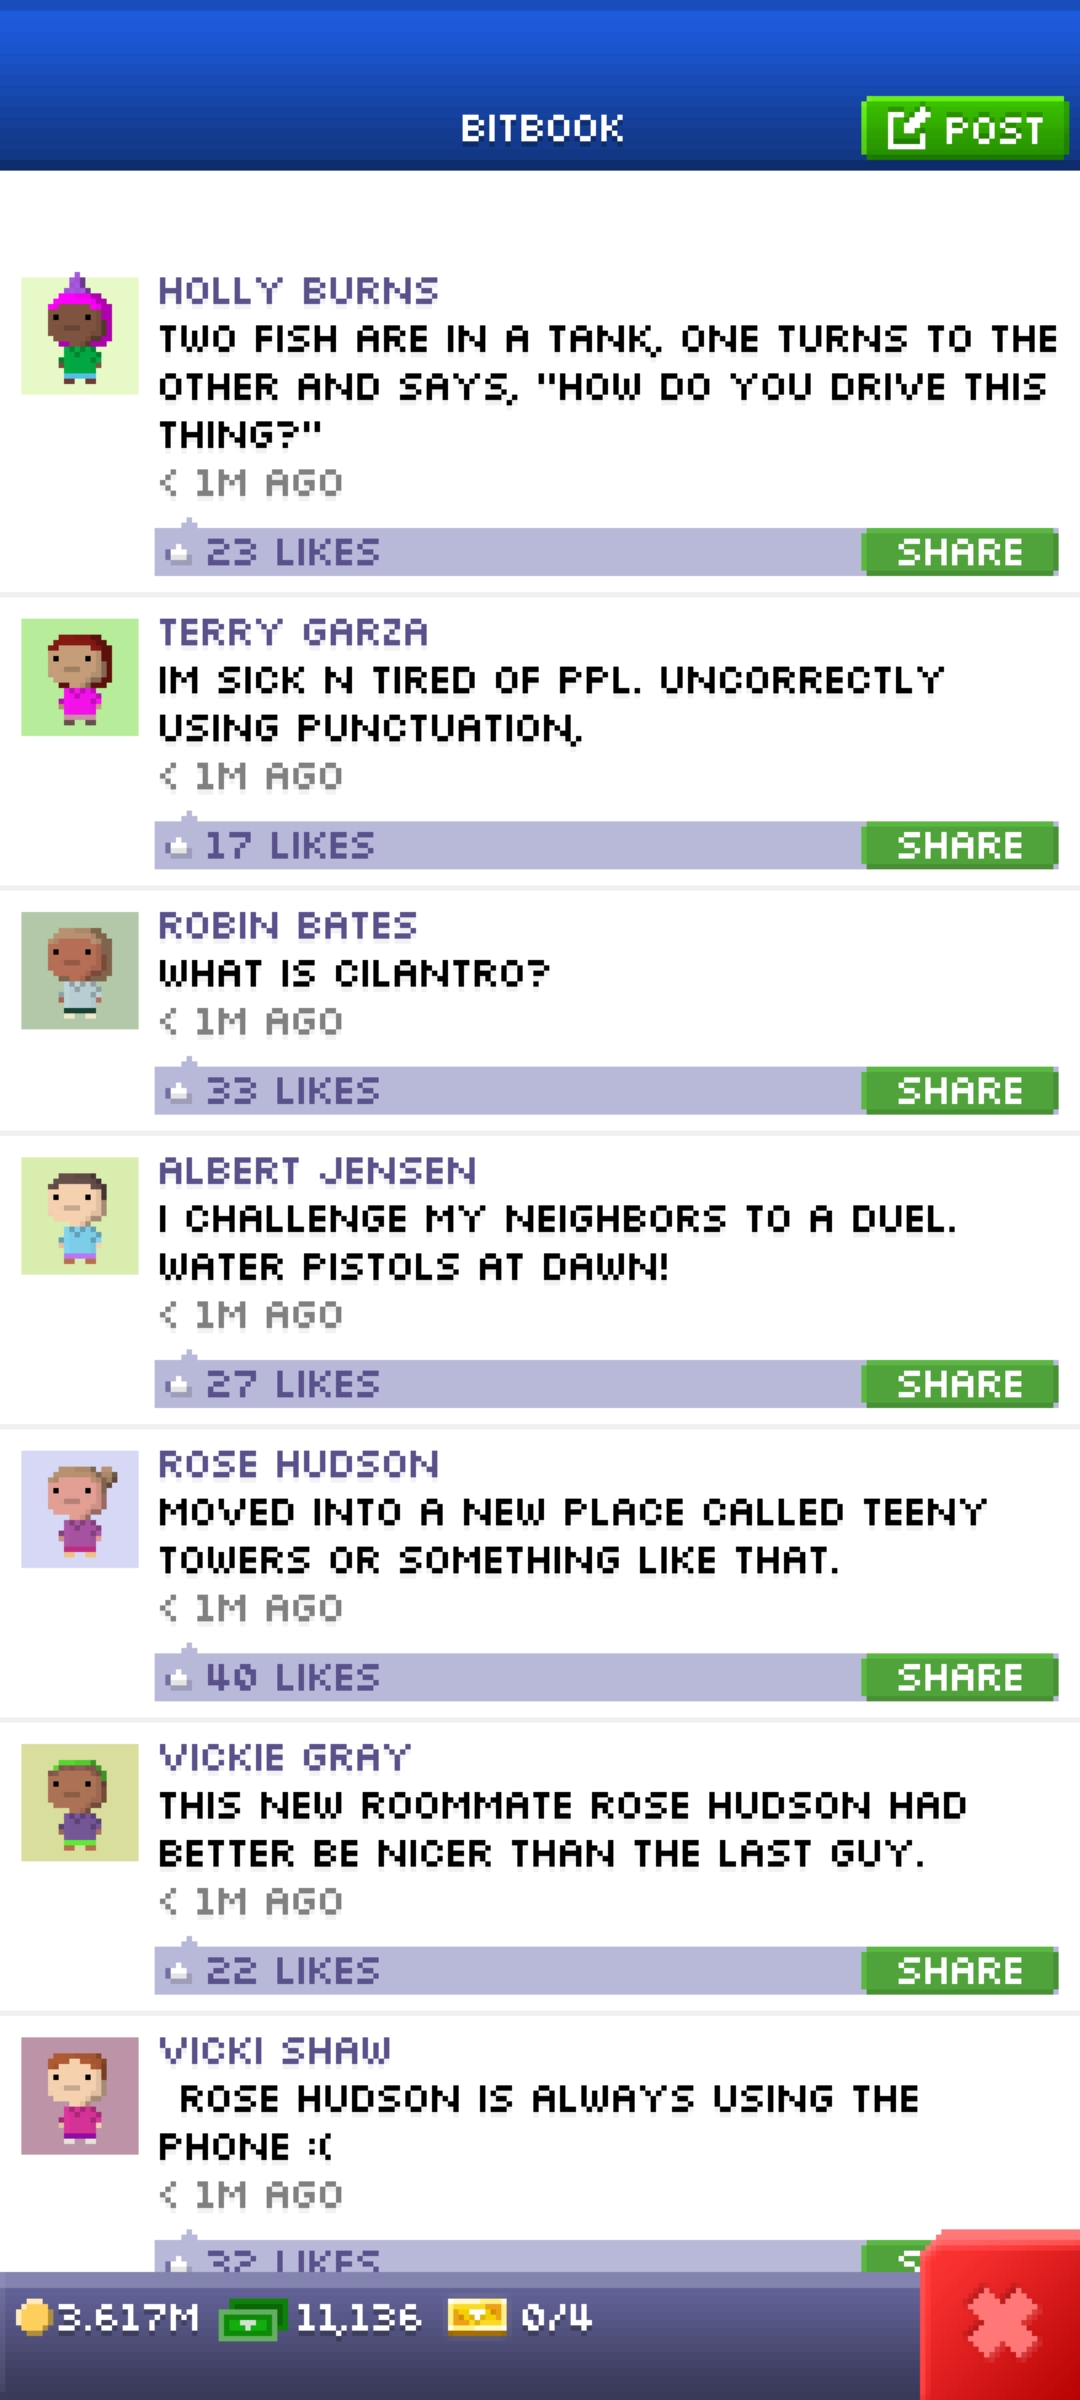 BITBOOK
POST
HOLLY BURNS
TWO FISH ARE IN A TANK, ONE TURNS TO THE
OTHER AND SAYS, "HOW DO YOU DRIVE THIS
THING?"
< 1M AGO
23 LIKES
SHARE
TERRY GARZA
IM SICK N TIRED OF PPL. UNCORRECTLY
USING PUNCTUATION,
< 1M AGO
17 LIKES
SHARE
ROBIN BATES
WHAT IS CILANTRO?
< 1M AGO
33 LIKES
SHARE
ALBERT JENSEN
I CHALLENGE MY NEIGHBORS TO A DUEL.
WATER PISTOLS AT DAWN!
< 1M AGO
27 LIKES
SHARE
ROSE HUDSON
MOVED INTO A NEW PLACE CALLED TEENY
TOWERS OR SOMETHING LIKE THAT.
< 1M AGO
40 LIKES
SHARE
VICKIE GRAY
THIS NEW ROOMMATE ROSE HUDSON HAD
BETTER BE NICER THAN THE LAST GUY.
< 1M AGO
22 LIKES
SHARE
VICKI SHAW
ROSE HUDSON IS ALWAYS USING THE
PHONE :(
< 1M AGO
32 LIKES
3.617M 11,136 0/4